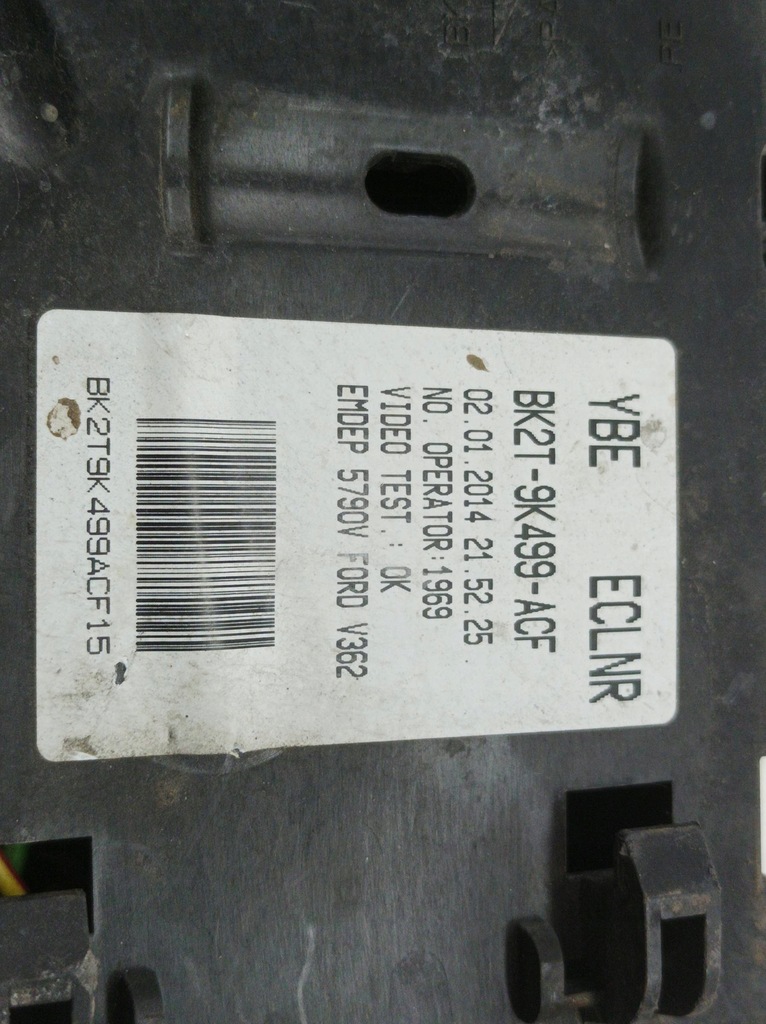 YBE ECLNR
BK2T-9K499-ACF
02.01.2014 21.52.25
NO. OPERATOR:1969
VIDEO TEST.: OK
EMDEP 5790V FORD V362
BK2T9K499ACF15